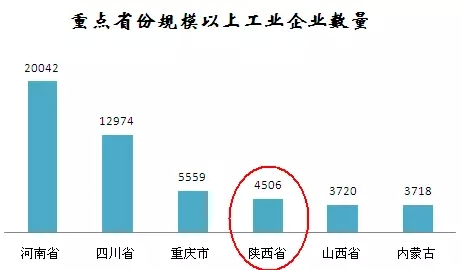 重点省份规模以上工业企业数量
20042
12974
5559
4506
3720
3718
河南省
四川省
重庆市
陕西省
山西省
内蒙古